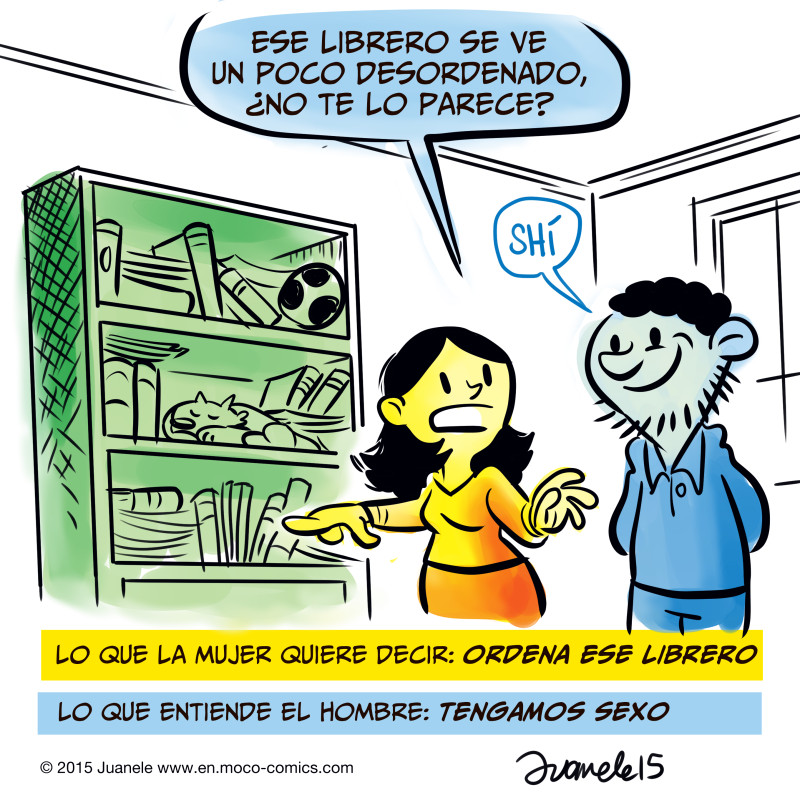 ESE LIBRERO SE VE
UN POCO DESORDENADO,
¿NO TE LO PARECE?
SHÍ
LO QUE LA MUJER QUIERE DECIR: ORDENA ESE LIBRERO
LO QUE ENTIENDE EL HOMBRE: TENGAMOS SEXO
© 2015 Juanele www.en.moco-comics.com
Juanele15